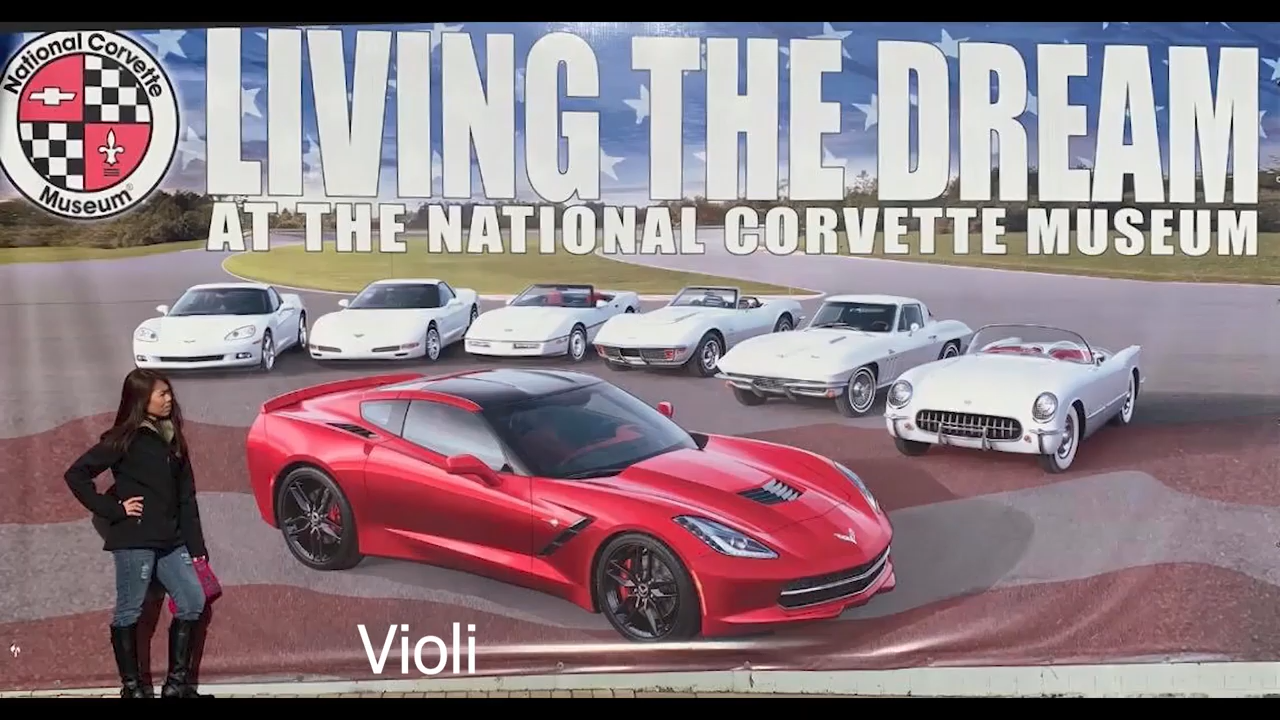 National Corvette
Museum
LIVING THE DREAM
AT THE NATIONAL CORVETTE MUSEUM
Violi